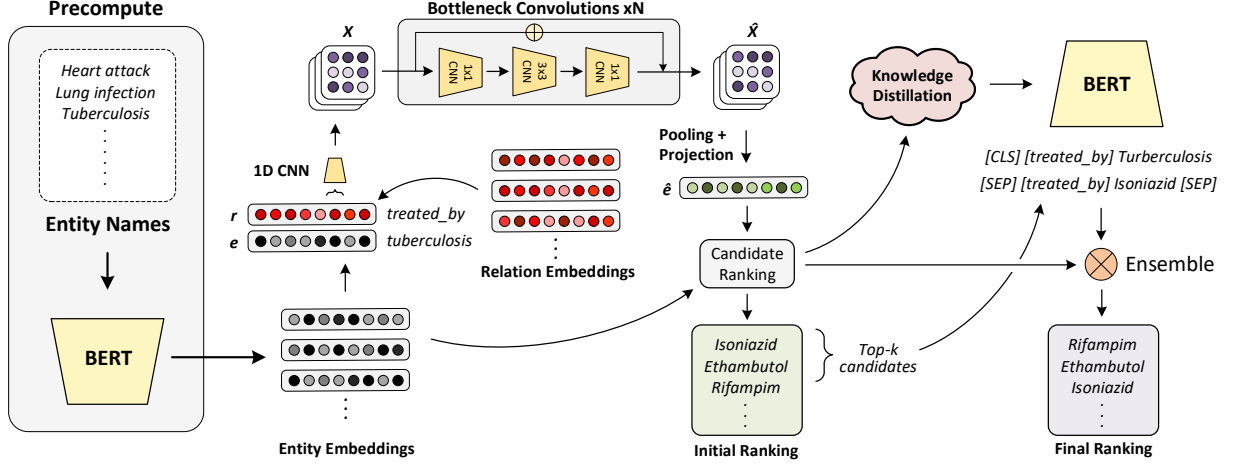 Precompute
Heart attack
Lung infection
Tuberculosis
Entity Names
BERT
X
Bottleneck Convolutions xN
1x1 CNN
3x3 CNN
1x1 CNN
X̂
1D CNN
r
treated_by
e
tuberculosis
Relation Embeddings
Entity Embeddings
Pooling +
Projection
ê
Candidate
Ranking
Isoniazid
Ethambutol
Rifampim
Initial Ranking
Top-k
candidates
Knowledge
Distillation
BERT
[CLS] [treated_by] Turberculosis
[SEP] [treated_by] Isoniazid [SEP]
Ensemble
Rifampim
Ethambutol
Isoniazid
Final Ranking